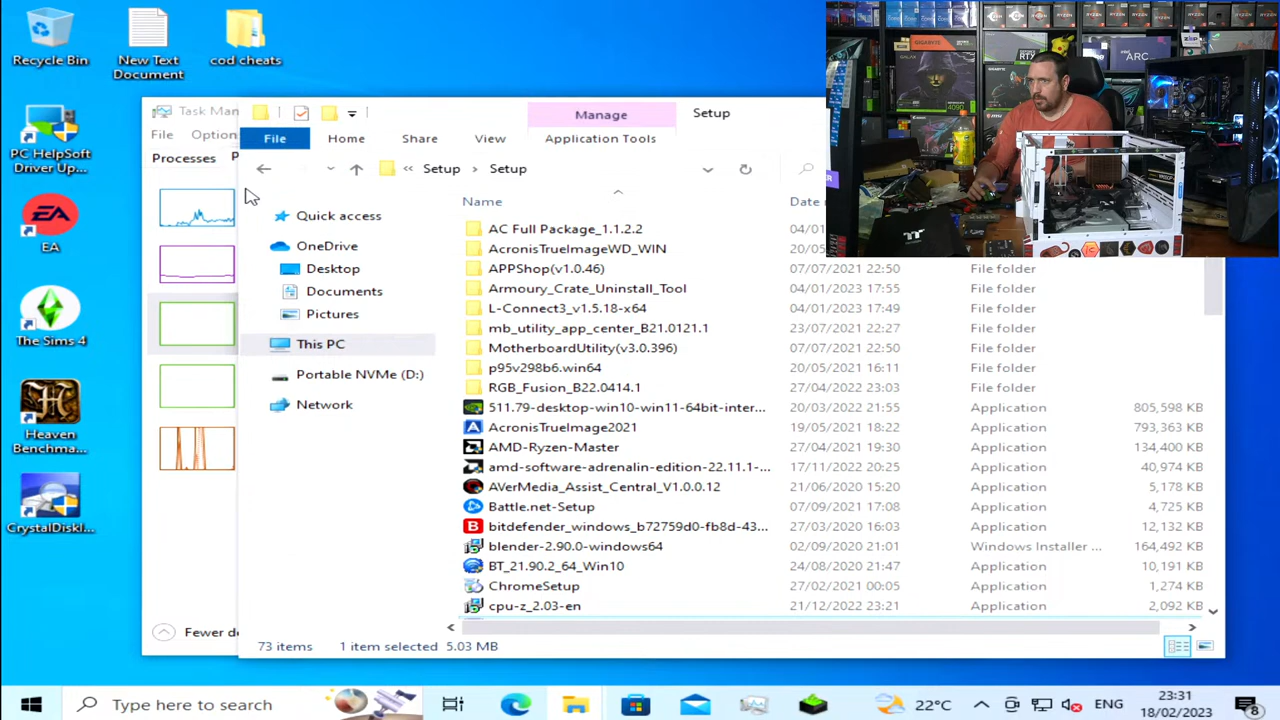 Recycle Bin
New Text
Document
cod cheats
PC HelpSoft
Driver Up...
EA
The Sims 4
Heaven
Benchma...
CrystalDiskI...
Task Man
File
Option
Processes
P
Fewer de
Manage
Setup
File
Home
Share
View
Application Tools
« Setup › Setup
Quick access
OneDrive
Desktop
Documents
Pictures
This PC
Portable NVMe (D:)
Network
Name
Date
AC Full Package_1.1.2.2 04/01
AcronisTrueImageWD_WIN 20/05
APPShop(v1.0.46) 07/07/2021 22:50 File folder
Armoury_Crate_Uninstall_Tool 04/01/2023 17:55 File folder
L-Connect3_v1.5.18-x64 04/01/2023 17:49 File folder
mb_utility_app_center_B21.0121.1 23/07/2021 22:27 File folder
MotherboardUtility(v3.0.396) 07/07/2021 22:50 File folder
p95v298b6.win64 20/05/2021 16:11 File folder
RGB_Fusion_B22.0414.1 27/04/2022 23:03 File folder
511.79-desktop-win10-win11-64bit-inter... 20/03/2022 21:55 Application 805,598 KB
AcronisTrueImage2021 19/05/2021 18:22 Application 793,363 KB
AMD-Ryzen-Master 27/04/2021 19:30 Application 134,400 KB
amd-software-adrenalin-edition-22.11.1-... 17/11/2022 20:25 Application 40,974 KB
AVerMedia_Assist_Central_V1.0.0.12 21/06/2020 15:20 Application 5,178 KB
Battle.net-Setup 07/09/2021 17:08 Application 4,725 KB
bitdefender_windows_b72759d0-fb8d-43... 27/03/2020 16:03 Application 12,132 KB
blender-2.90.0-windows64 02/09/2020 21:01 Windows Installer ... 164,492 KB
BT_21.90.2_64_Win10 24/08/2020 21:47 Application 10,191 KB
ChromeSetup 27/02/2021 00:05 Application 1,274 KB
cpu-z_2.03-en 21/12/2022 23:21 Application 2,092 KB
73 items 1 item selected 5.03 MB
GIGABYTE
RYZEN
ARC
4090
Type here to search
22°C
ENG
23:31
18/02/2023
8